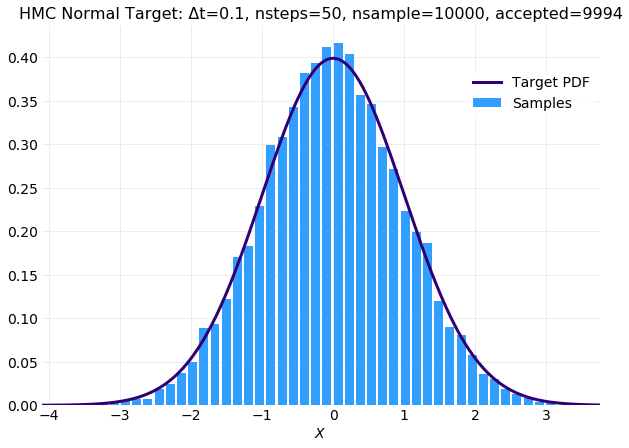 HMC Normal Target: Δt=0.1, nsteps=50, nsample=10000, accepted=9994
0.40
0.35
0.30
0.25
0.20
0.15
0.10
0.05
0.00
Target PDF
Samples
−4 −3 −2 −1 0 1 2 3
X